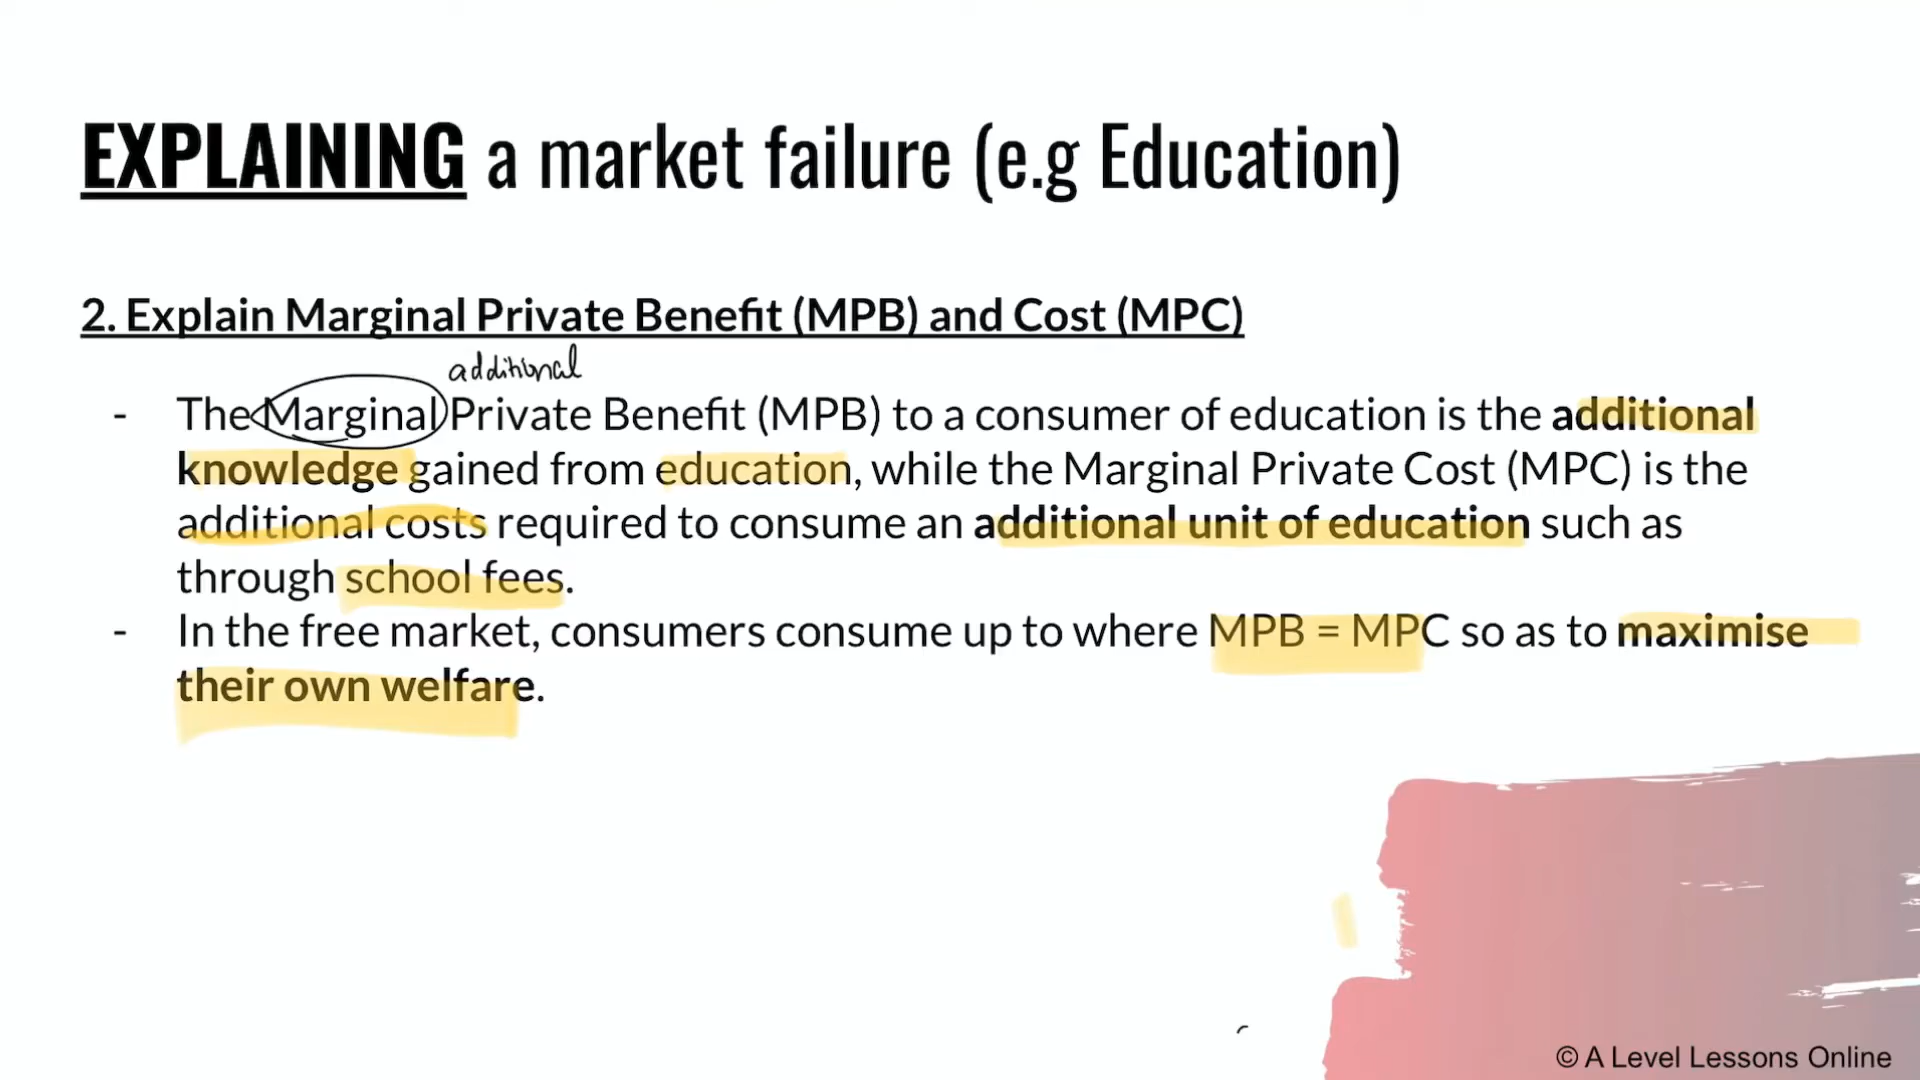 EXPLAINING a market failure (e.g Education)
2. Explain Marginal Private Benefit (MPB) and Cost (MPC)
additional
- The Marginal Private Benefit (MPB) to a consumer of education is the additional
knowledge gained from education, while the Marginal Private Cost (MPC) is the
additional costs required to consume an additional unit of education such as
through school fees.
- In the free market, consumers consume up to where MPB = MPC so as to maximise
their own welfare.
© A Level Lessons Online